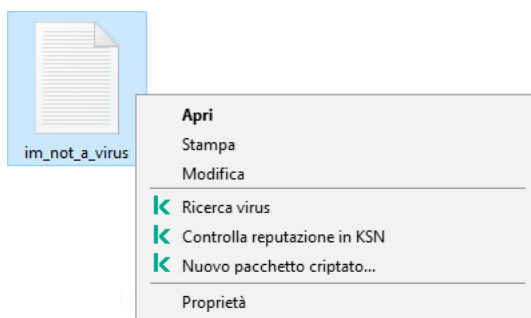 im_not_a_virus
Apri
Stampa
Modifica
Ricerca virus
Controlla reputazione in KSN
Nuovo pacchetto criptato...
Proprietà